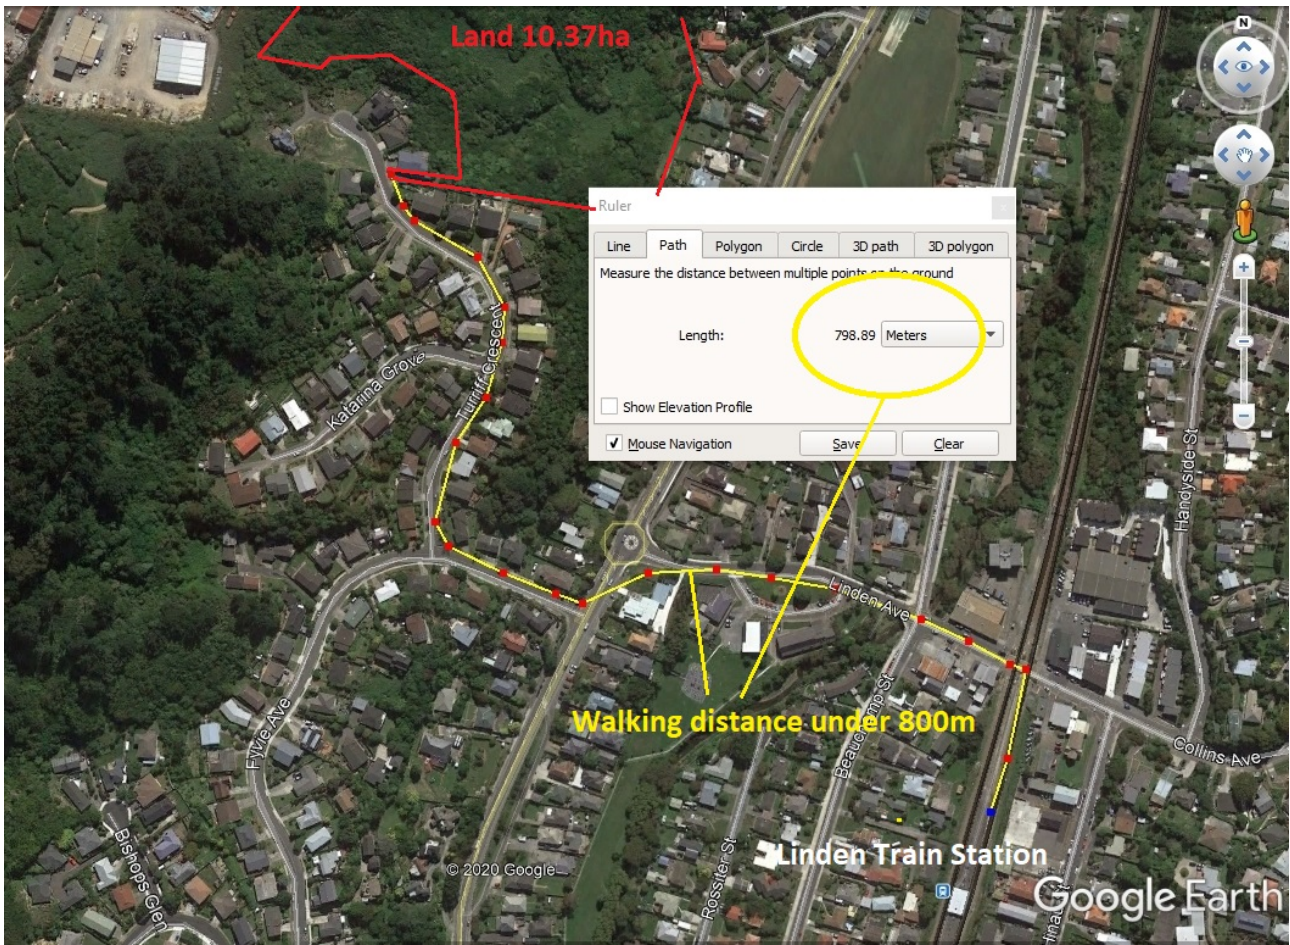 Land 10.37ha
N
Ruler
Line
Path
Polygon
Circle
3D path
3D polygon
Measure the distance between multiple points on the ground
Length:
798.89
Meters
Show Elevation Profile
Mouse Navigation
Save
Clear
Turriff Crescent
Katarina Grove
Handyside St
Linden Ave
Walking distance under 800m
Fyvie Ave
Beauchamp St
Collins Ave
Bishops Glen
Rossiter St
© 2020 Google
Linden Train Station
Google Earth